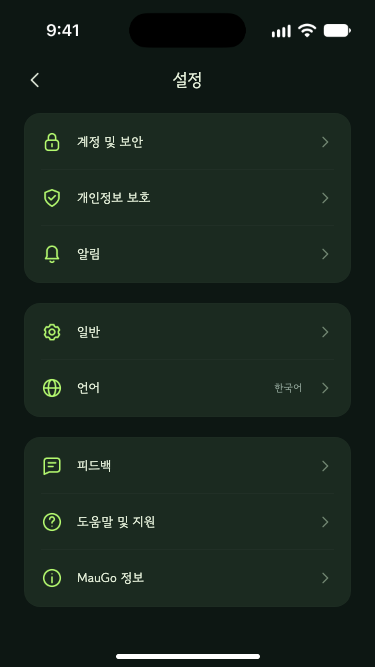 9:41
설정
계정 및 보안
개인정보 보호
알림
일반
언어 한국어
피드백
도움말 및 지원
MauGo 정보